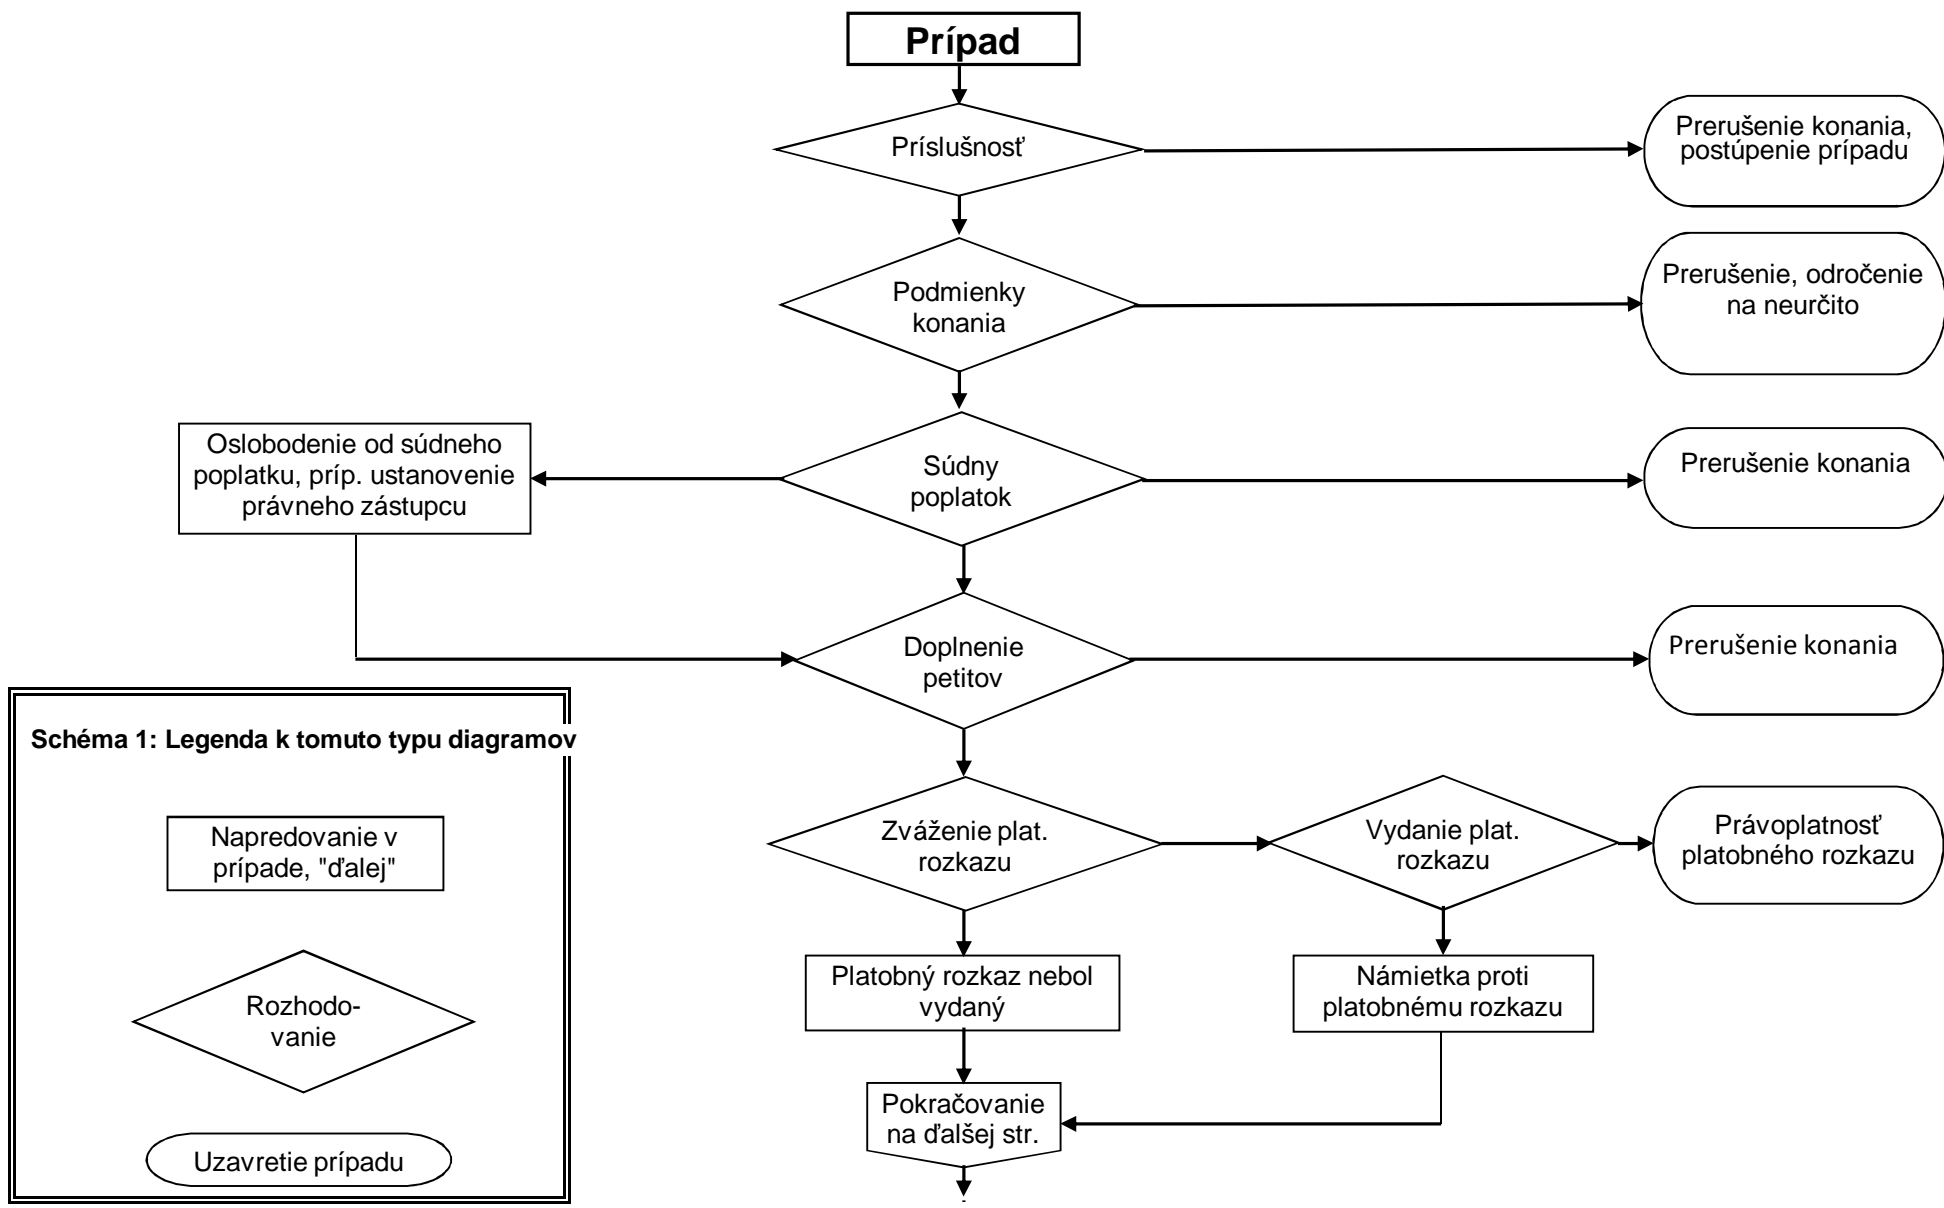 Prípad
Príslušnosť
Prerušenie konania,
postúpenie prípadu
Podmienky
konania
Prerušenie, odročenie
na neurčito
Oslobodenie od súdneho
poplatku, príp. ustanovenie
právneho zástupcu
Súdny
poplatok
Prerušenie konania
Doplnenie
petitov
Prerušenie konania
Schéma 1: Legenda k tomuto typu diagramov
Napredovanie v
prípade, "ďalej"
Rozhodo-
vanie
Uzavretie prípadu
Zváženie plat.
rozkazu
Vydanie plat.
rozkazu
Právoplatnosť
platobného rozkazu
Platobný rozkaz nebol
vydaný
Námietka proti
platobnému rozkazu
Pokračovanie
na ďalšej str.